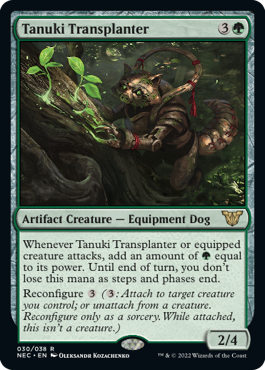 Tanuki Transplanter 3
Artifact Creature — Equipment Dog
Whenever Tanuki Transplanter or equipped
creature attacks, add an amount of equal
to its power. Until end of turn, you don't
lose this mana as steps and phases end.
Reconfigure 3 (3: Attach to target creature
you control; or unattach from a creature.
Reconfigure only as a sorcery. While attached,
this isn't a creature.)
2/4
030/038 R
NEC • EN OLEKSANDR KOZACHENKO
™ & © 2022 Wizards of the Coast